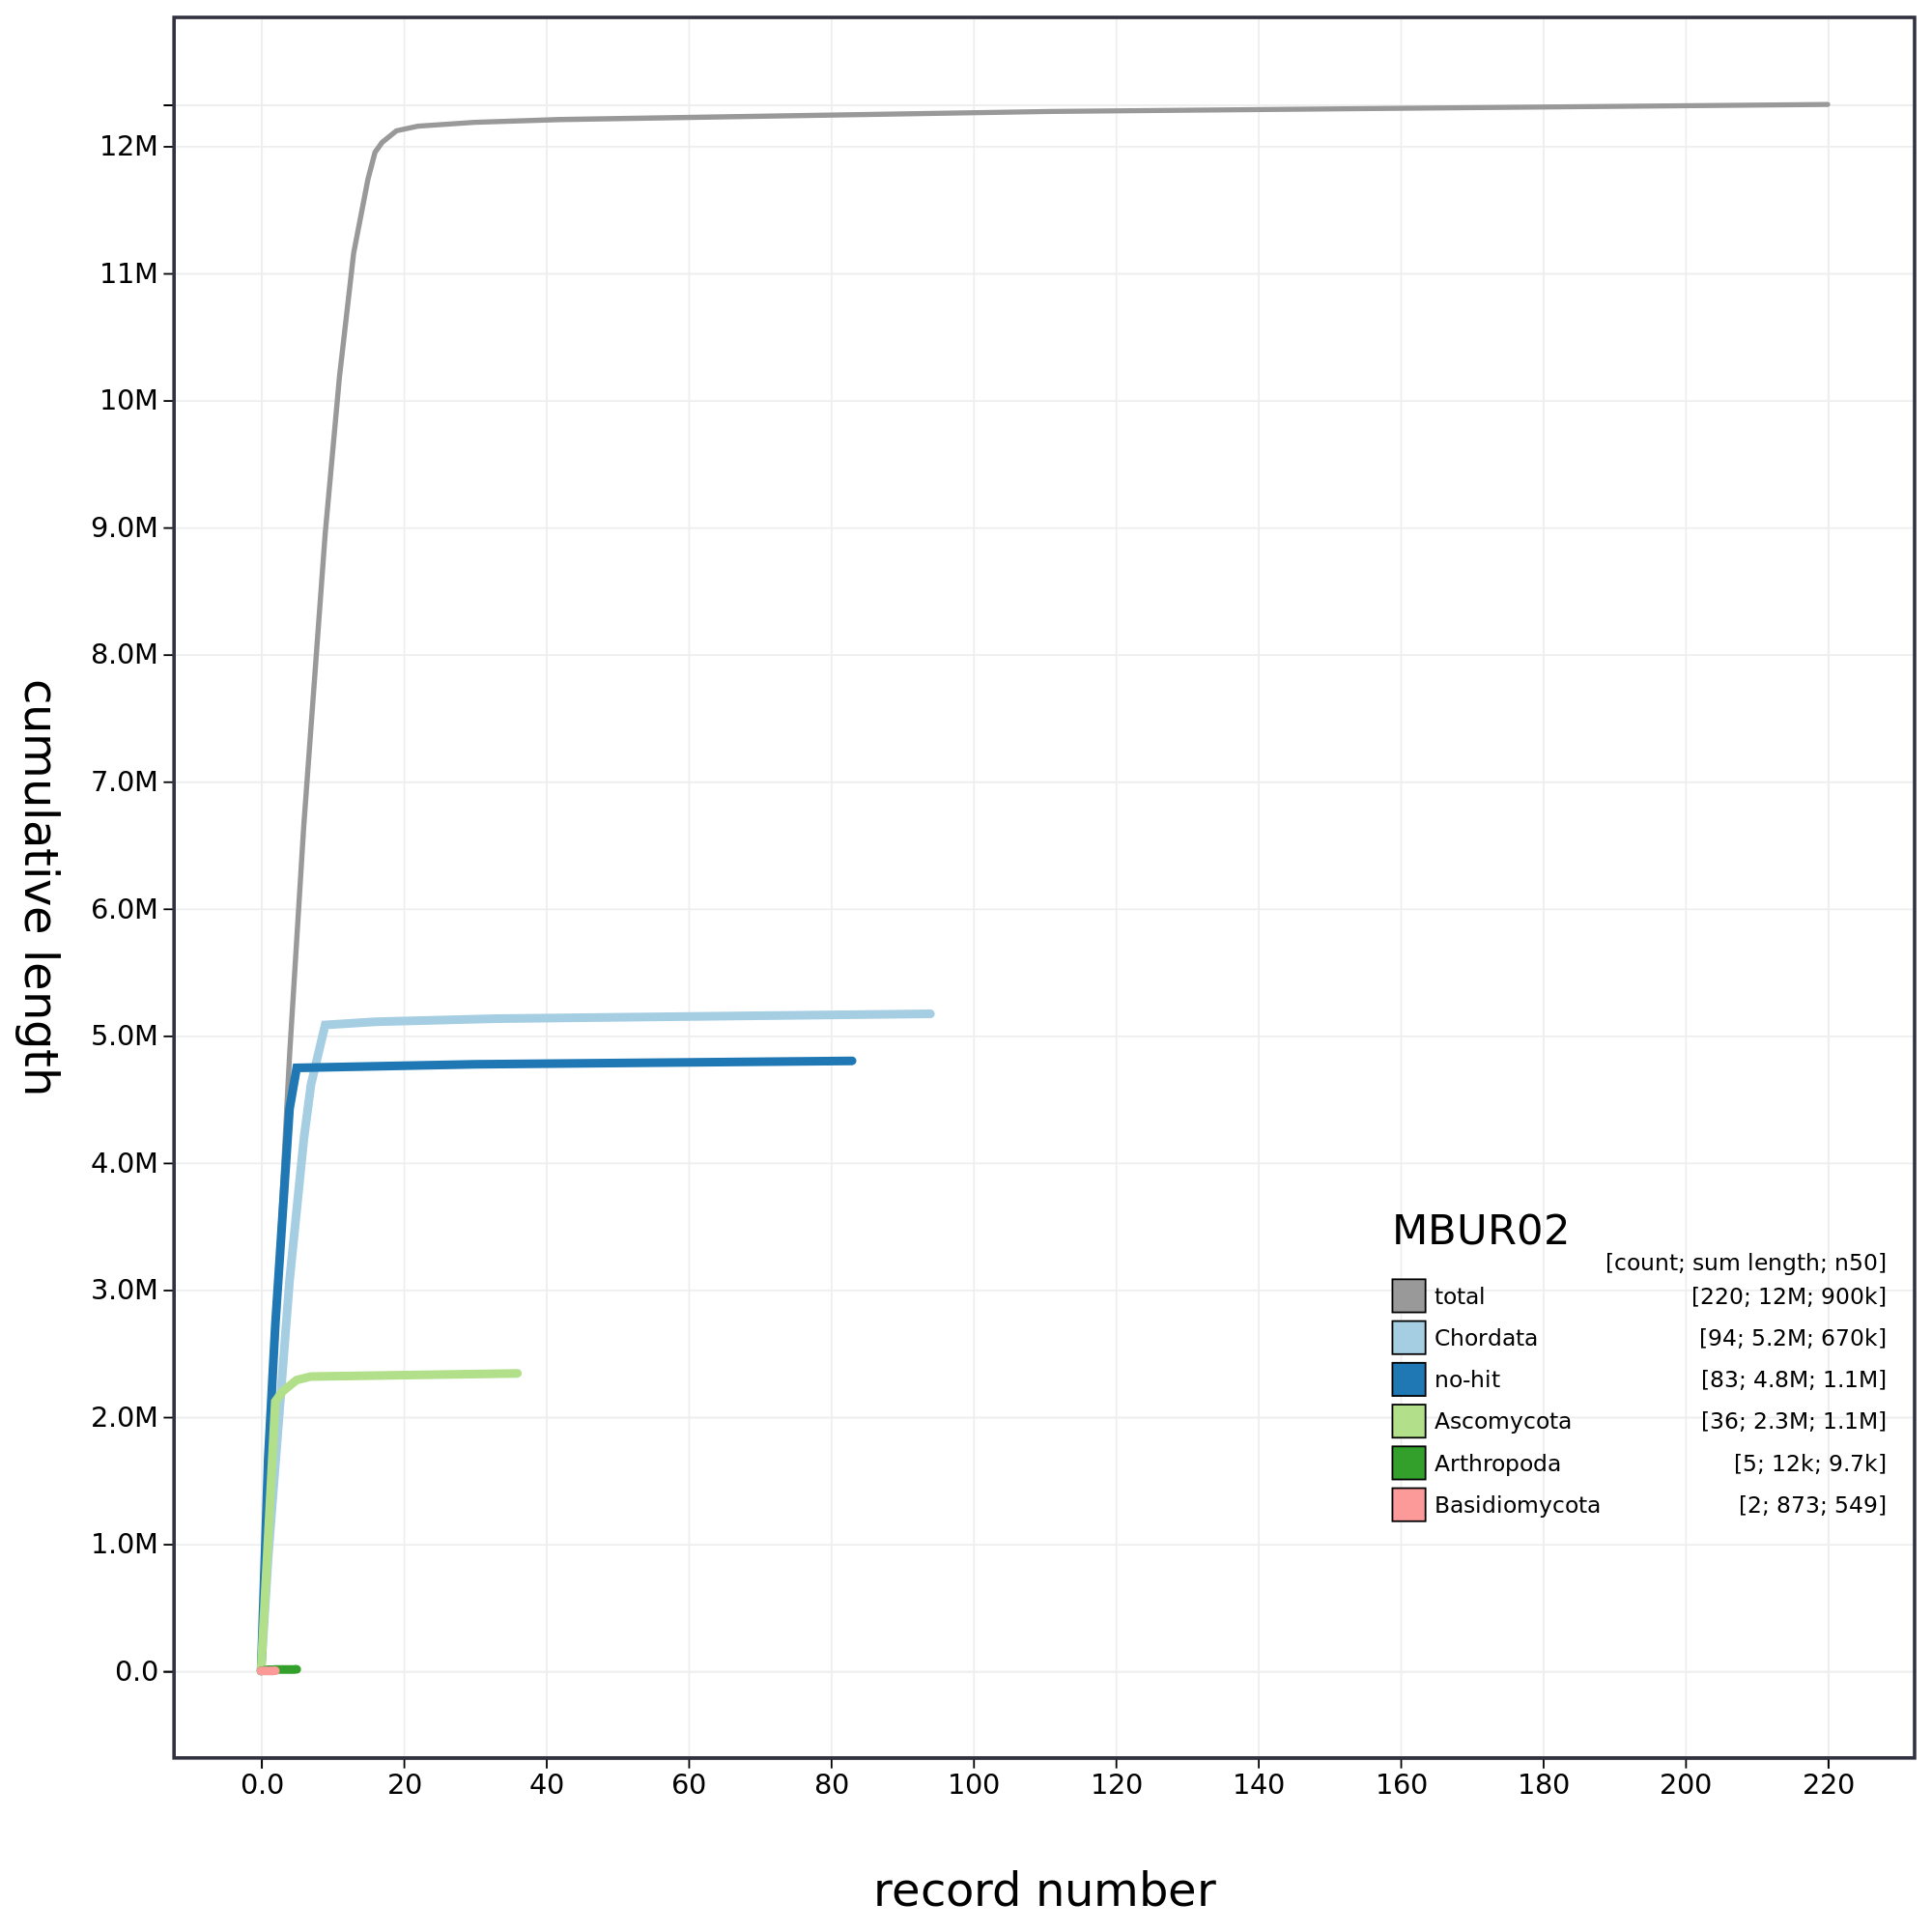 cumulative length
12M
11M
10M
9.0M
8.0M
7.0M
6.0M
5.0M
4.0M
3.0M
2.0M
1.0M
0.0
MBUR02
[count; sum length; n50]
total [220; 12M; 900k]
Chordata [94; 5.2M; 670k]
no-hit [83; 4.8M; 1.1M]
Ascomycota [36; 2.3M; 1.1M]
Arthropoda [5; 12k; 9.7k]
Basidiomycota [2; 873; 549]
0.0 20 40 60 80 100 120 140 160 180 200 220
record number